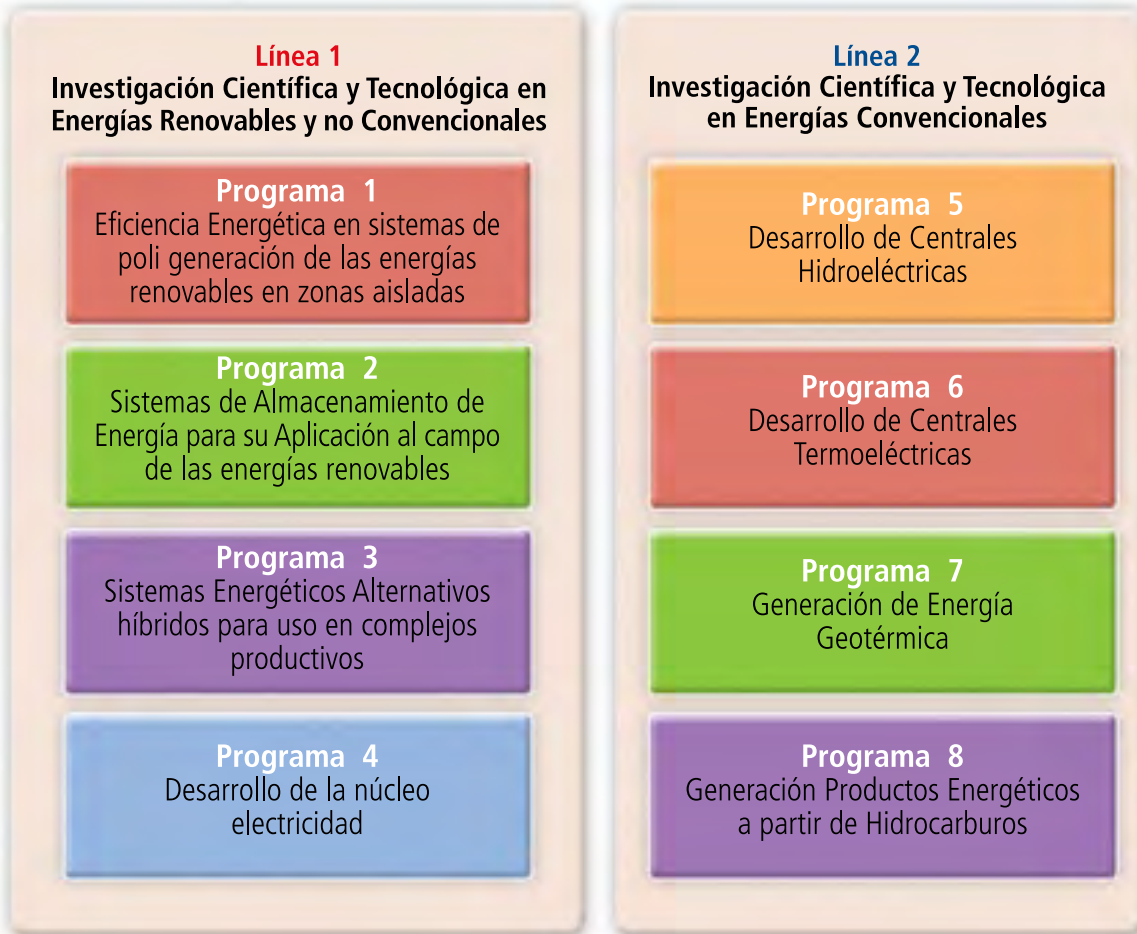 Línea 1
Investigación Científica y Tecnológica en
Energías Renovables y no Convencionales
Programa 1
Eficiencia Energética en sistemas de
poli generación de las energías
renovables en zonas aisladas
Programa 2
Sistemas de Almacenamiento de
Energía para su Aplicación al campo
de las energías renovables
Programa 3
Sistemas Energéticos Alternativos
híbridos para uso en complejos
productivos
Programa 4
Desarrollo de la núcleo
electricidad
Línea 2
Investigación Científica y Tecnológica
en Energías Convencionales
Programa 5
Desarrollo de Centrales
Hidroeléctricas
Programa 6
Desarrollo de Centrales
Termoeléctricas
Programa 7
Generación de Energía
Geotérmica
Programa 8
Generación Productos Energéticos
a partir de Hidrocarburos